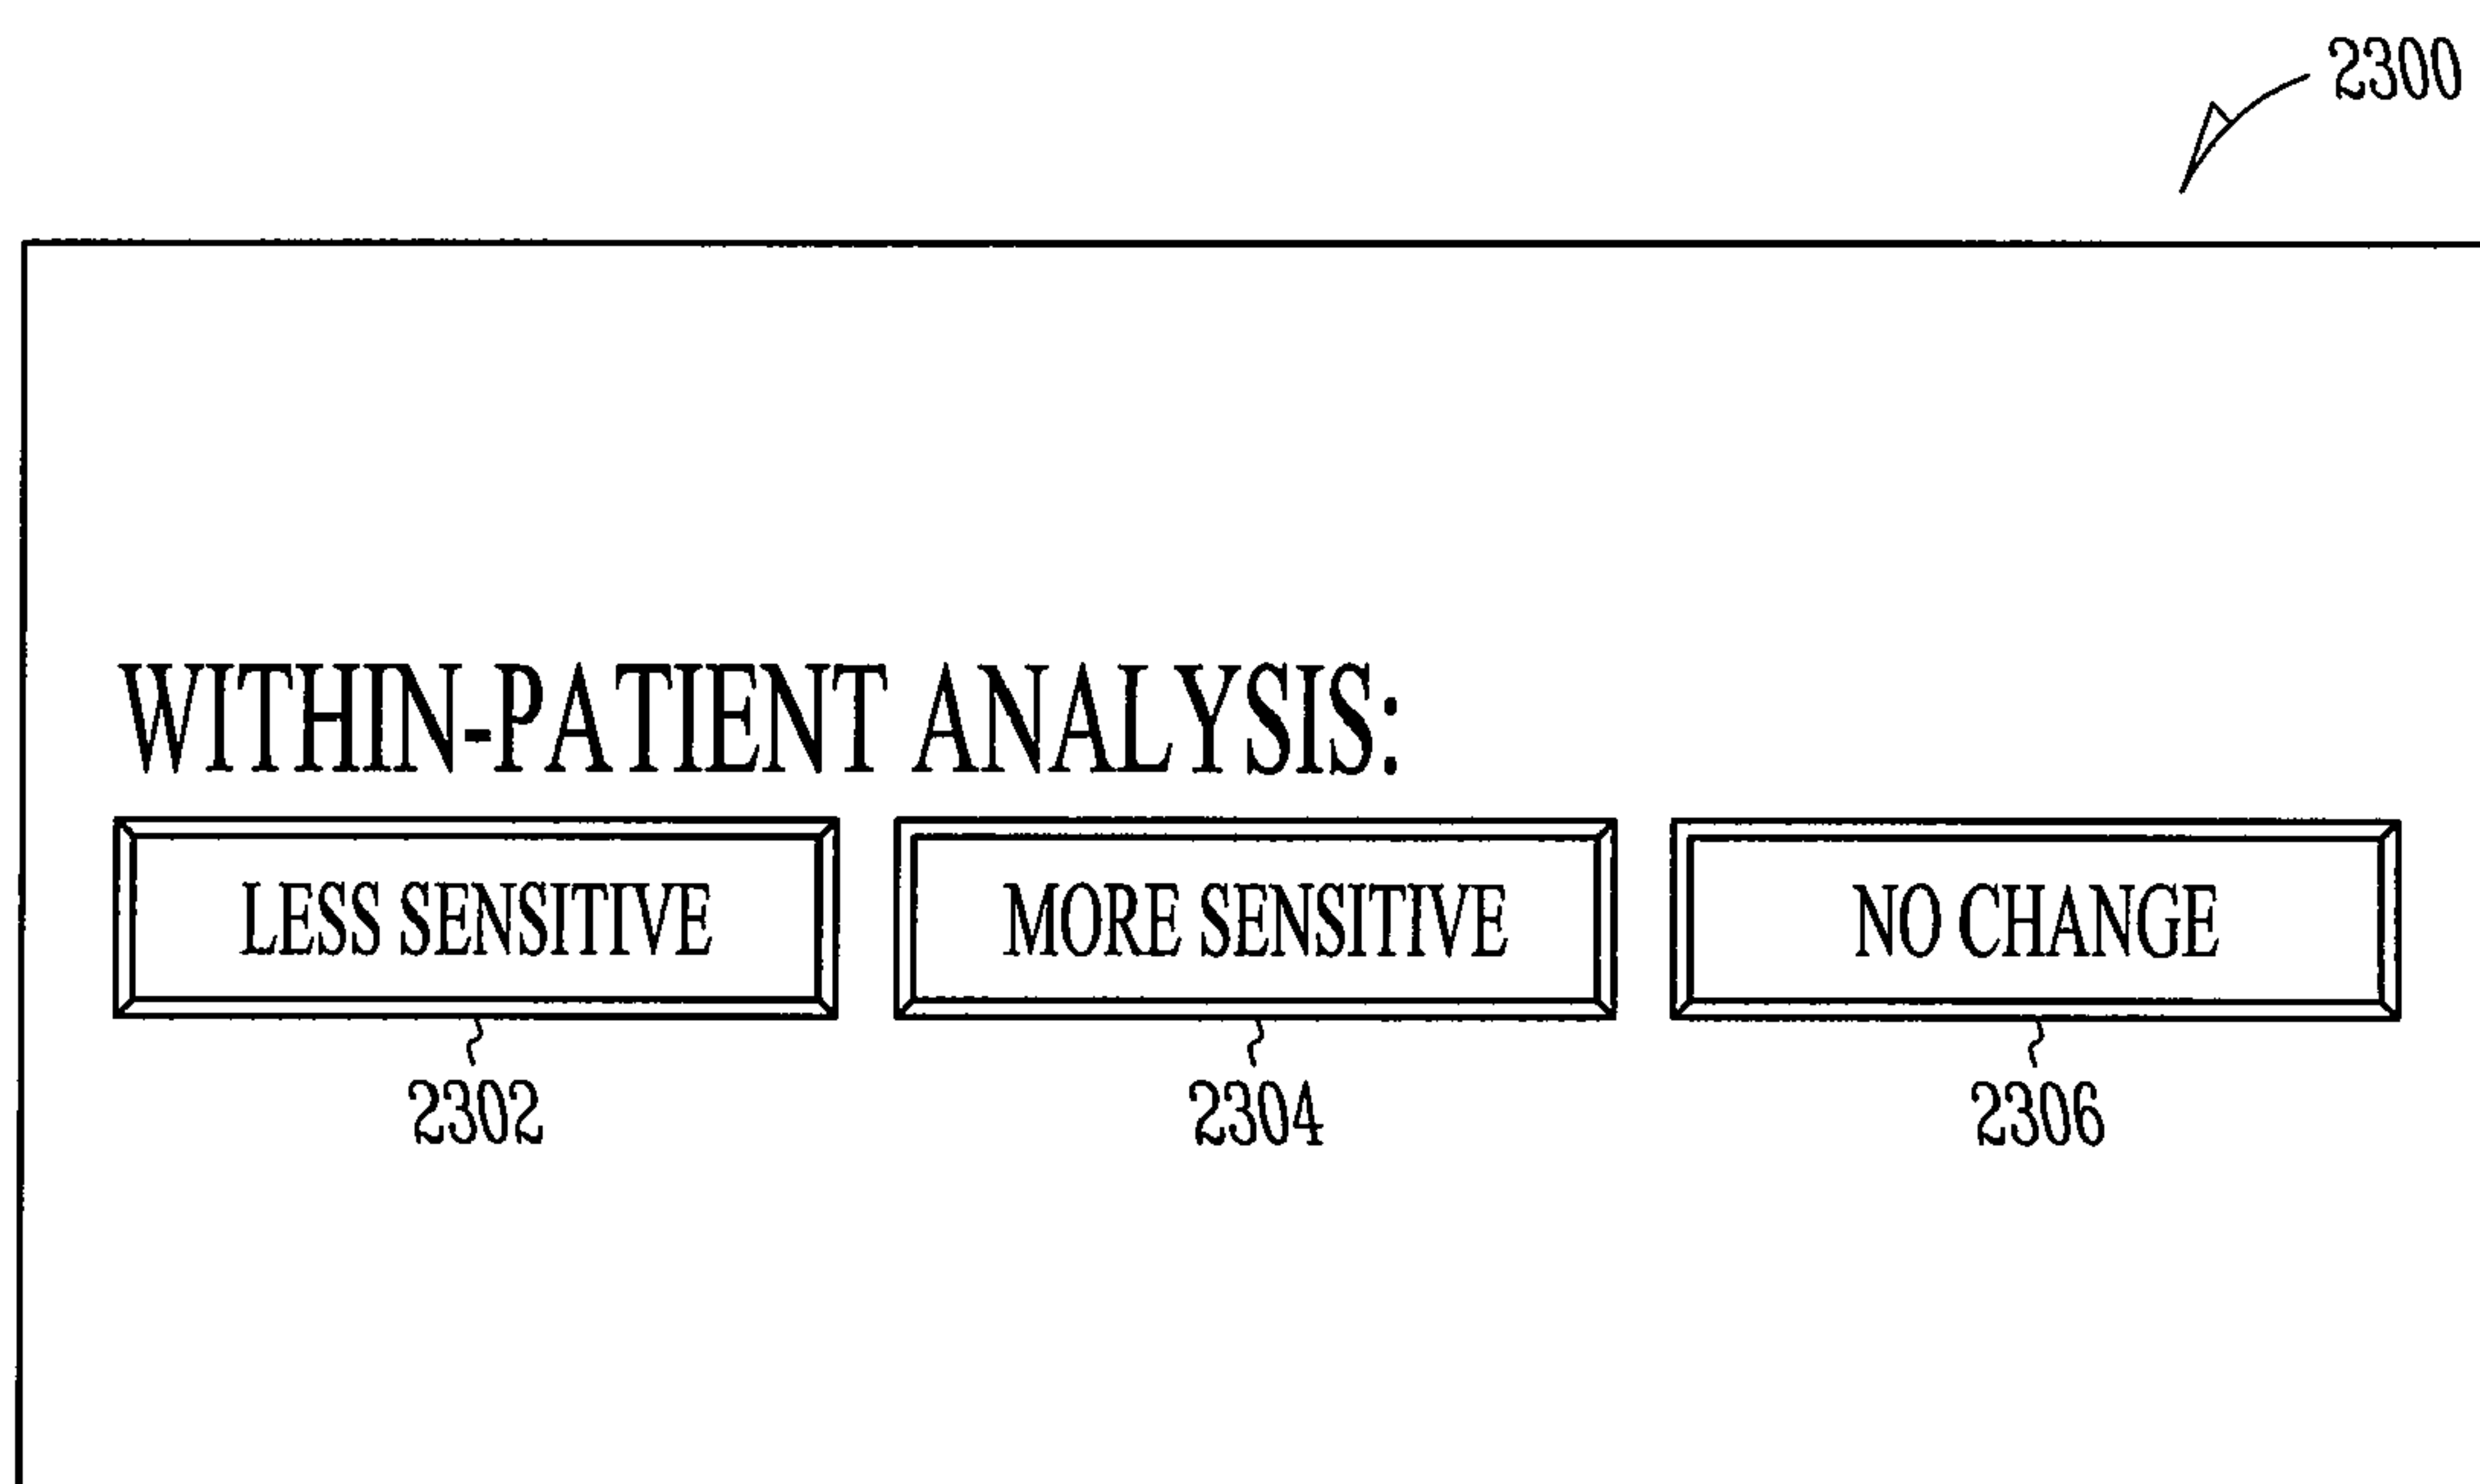 2300
WITHIN-PATIENT ANALYSIS:
LESS SENSITIVE MORE SENSITIVE NO CHANGE
2302 2304 2306